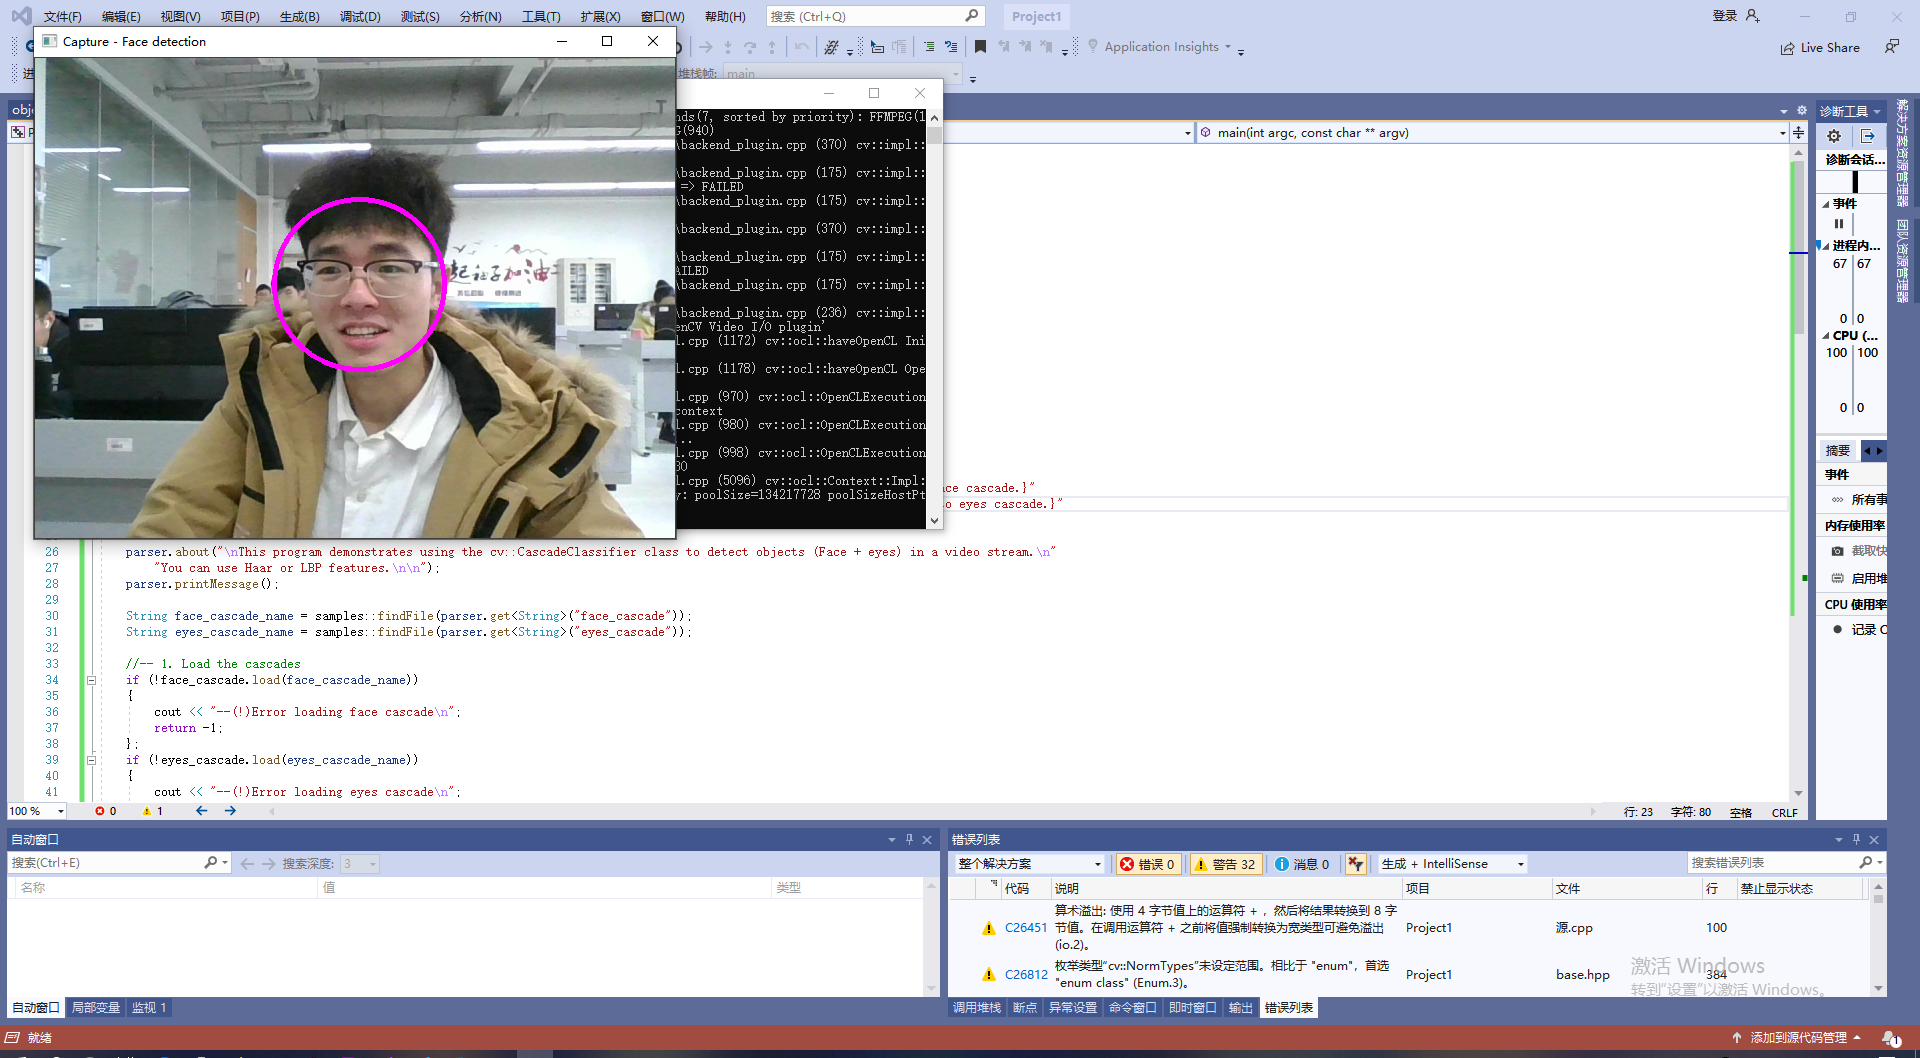 文件(F) 编辑(E) 视图(V) 项目(P) 生成(B) 调试(D) 测试(S) 分析(N) 工具(T) 扩展(X) 窗口(W) 帮助(H) 搜索 (Ctrl+Q) Project1 登录
Capture - Face detection
Application Insights
Live Share
堆栈帧: main
main(int argc, const char ** argv)
nds(7, sorted by priority): FFMPEG(1
G(940)
\backend_plugin.cpp (370) cv::impl::
\backend_plugin.cpp (175) cv::impl::
=> FAILED
\backend_plugin.cpp (175) cv::impl::
\backend_plugin.cpp (370) cv::impl::
\backend_plugin.cpp (175) cv::impl::
AILED
\backend_plugin.cpp (175) cv::impl::
\backend_plugin.cpp (236) cv::impl::
enCV Video I/O plugin'
l.cpp (1172) cv::ocl::haveOpenCL Ini
l.cpp (1178) cv::ocl::haveOpenCL Ope
l.cpp (970) cv::ocl::OpenCLExecution
context
l.cpp (980) cv::ocl::OpenCLExecution
..
l.cpp (998) cv::ocl::OpenCLExecution
30
l.cpp (5096) cv::ocl::Context::Impl:
y: poolSize=134217728 poolSizeHostPt
加油
ce cascade.}"
o eyes cascade.}"
26 parser.about("\nThis program demonstrates using the cv::CascadeClassifier class to detect objects (Face + eyes) in a video stream.\n"
27 "You can use Haar or LBP features.\n\n");
28 parser.printMessage();
29
30 String face_cascade_name = samples::findFile(parser.get<String>("face_cascade"));
31 String eyes_cascade_name = samples::findFile(parser.get<String>("eyes_cascade"));
32
33 //-- 1. Load the cascades
34 if (!face_cascade.load(face_cascade_name))
35 {
36 cout << "--(!)Error loading face cascade\n";
37 return -1;
38 };
39 if (!eyes_cascade.load(eyes_cascade_name))
40 {
41 cout << "--(!)Error loading eyes cascade\n";
100 % 0 1 行: 23 字符: 80 空格 CRLF
诊断工具
诊断会话...
事件
进程内...
67 67
0 0
CPU (...
100 100
0 0
摘要
事件
所有事
内存使用率
截取快
启用堆
CPU 使用率
记录 C
解决方案资源管理器
团队资源管理器
自动窗口
搜索(Ctrl+E) 搜索深度: 3
名称 值 类型
自动窗口 局部变量 监视 1
错误列表
整个解决方案 错误 0 警告 32 消息 0 生成 + IntelliSense 搜索错误列表
代码 说明 项目 文件 行 禁止显示状态
C26451 算术溢出: 使用 4 字节值上的运算符 + ，然后将结果转换到 8 字
节值。在调用运算符 + 之前将值强制转换为宽类型可避免溢出
(io.2)。 Project1 源.cpp 100
C26812 枚举类型"cv::NormTypes"未设定范围。相比于 "enum"，首选
"enum class" (Enum.3)。 Project1 base.hpp 384
激活 Windows
转到"设置"以激活 Windows。
调用堆栈 断点 异常设置 命令窗口 即时窗口 输出 错误列表
就绪 添加到源代码管理 1